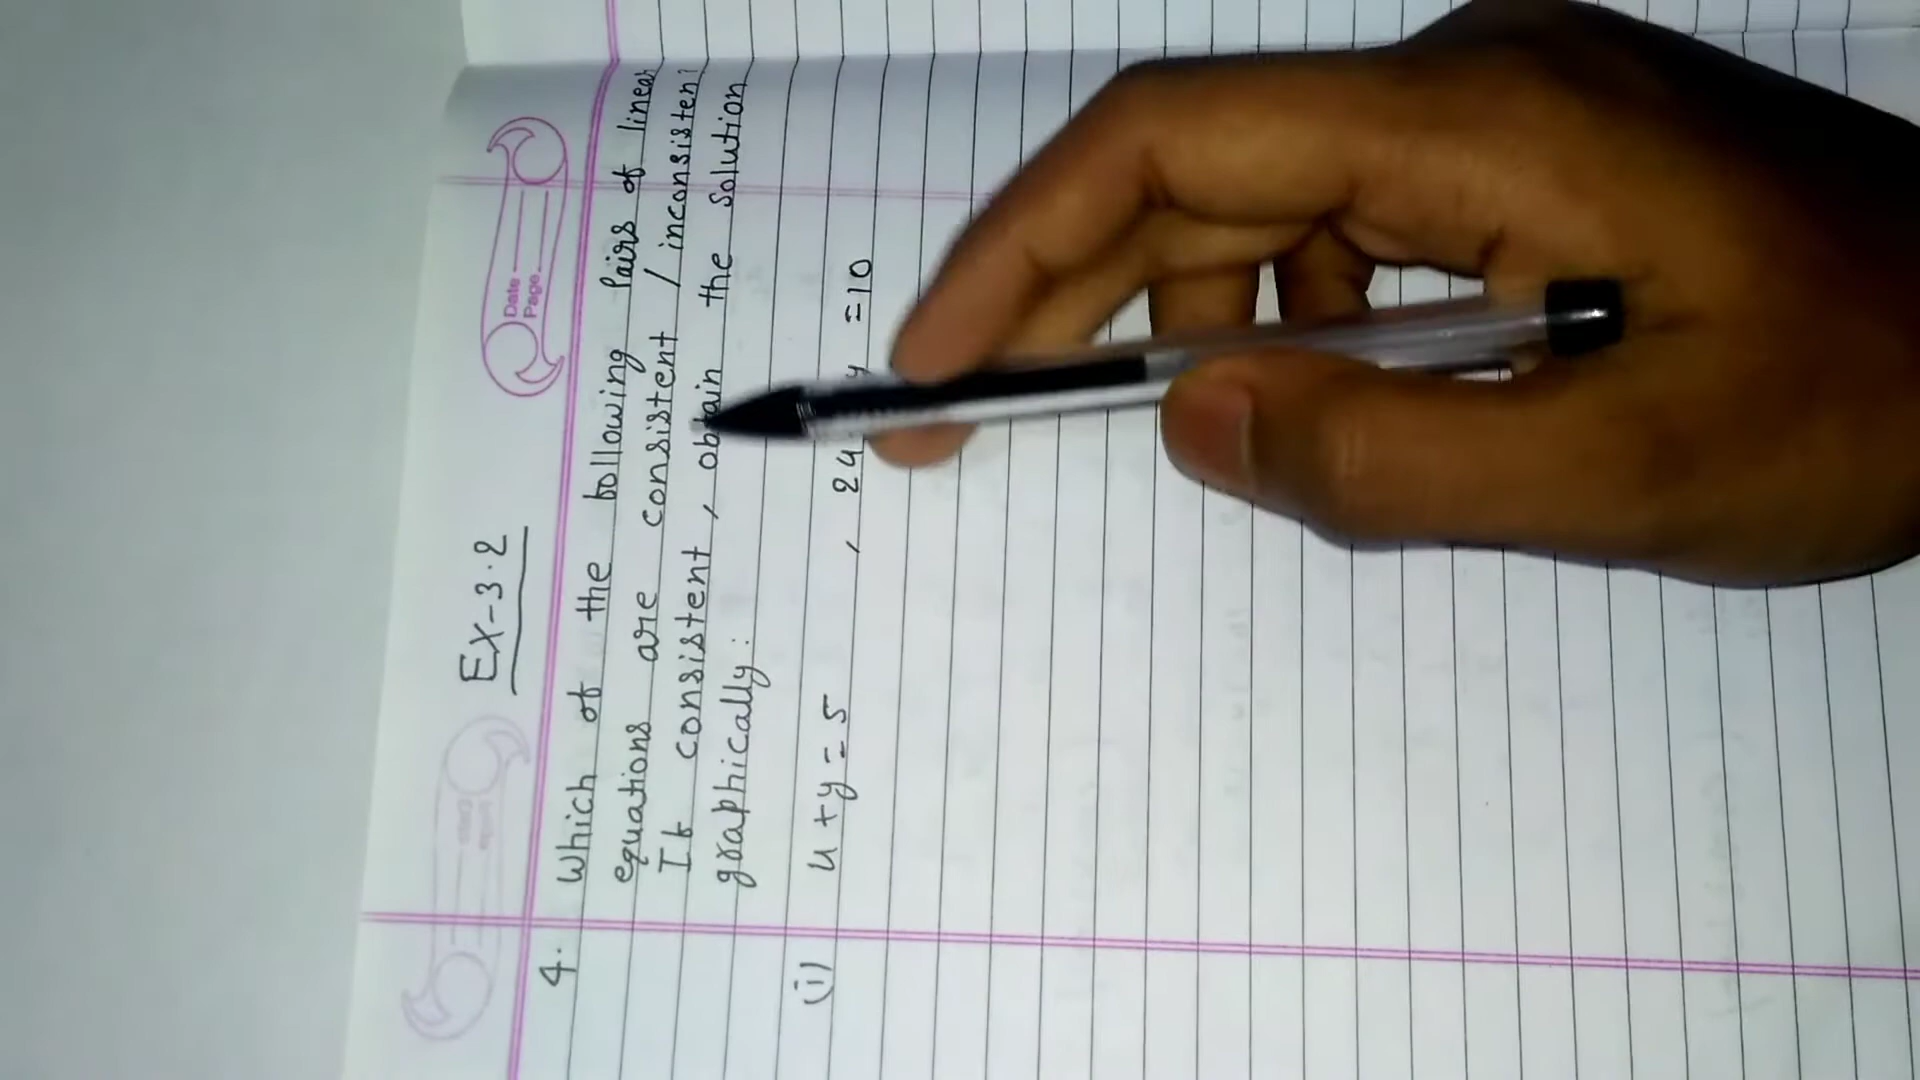 Date
Page
EX-3.2
4. Which of the following Pairs of linear
equations are consistent / inconsistent
If consistent, obtain the solution
graphically:
(i) x+y=5 , 2x y =10